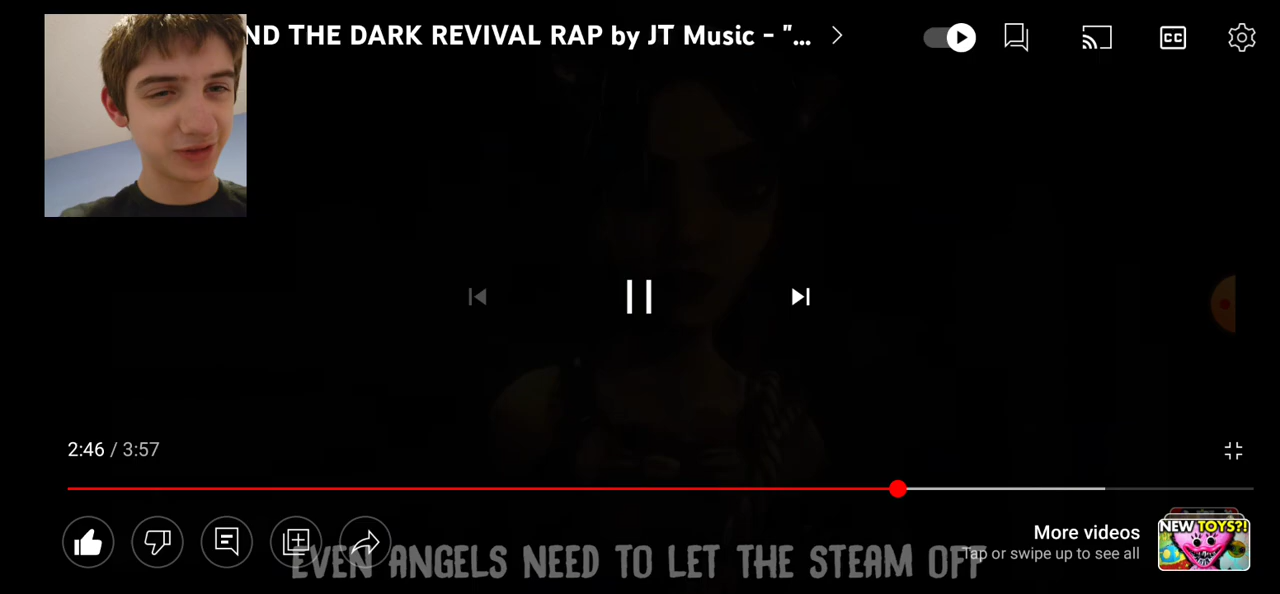 ND THE DARK REVIVAL RAP by JT Music - "...
CC
2:46 / 3:57
More videos
NEW TOYS?!
Tap or swipe up to see all
EVEN ANGELS NEED TO LET THE STEAM OFF